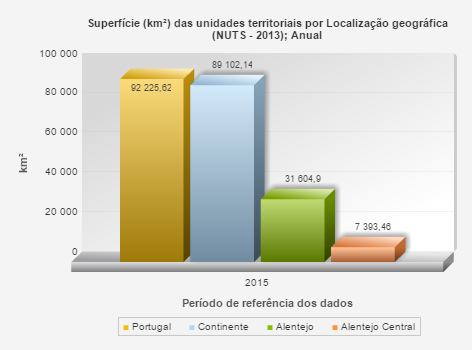 Superfície (km²) das unidades territoriais por Localização geográfica
(NUTS - 2013); Anual
km²
100 000
80 000
60 000
40 000
20 000
0
92 225,62
89 102,14
31 604,9
7 393,46
2015
Período de referência dos dados
Portugal Continente Alentejo Alentejo Central